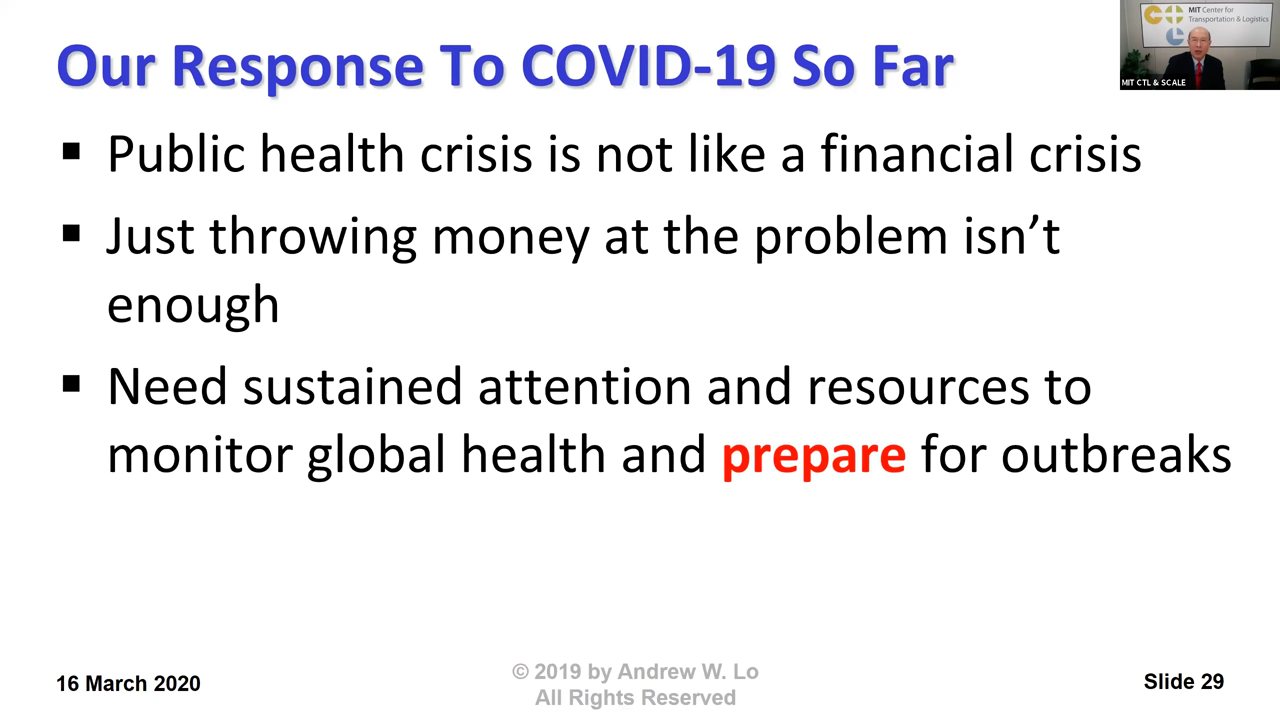 Our Response To COVID-19 So Far
MIT Center for
Transportation & Logistics
MIT CTL & SCALE
▪ Public health crisis is not like a financial crisis
▪ Just throwing money at the problem isn’t
enough
▪ Need sustained attention and resources to
monitor global health and prepare for outbreaks
16 March 2020
© 2019 by Andrew W. Lo
All Rights Reserved
Slide 29